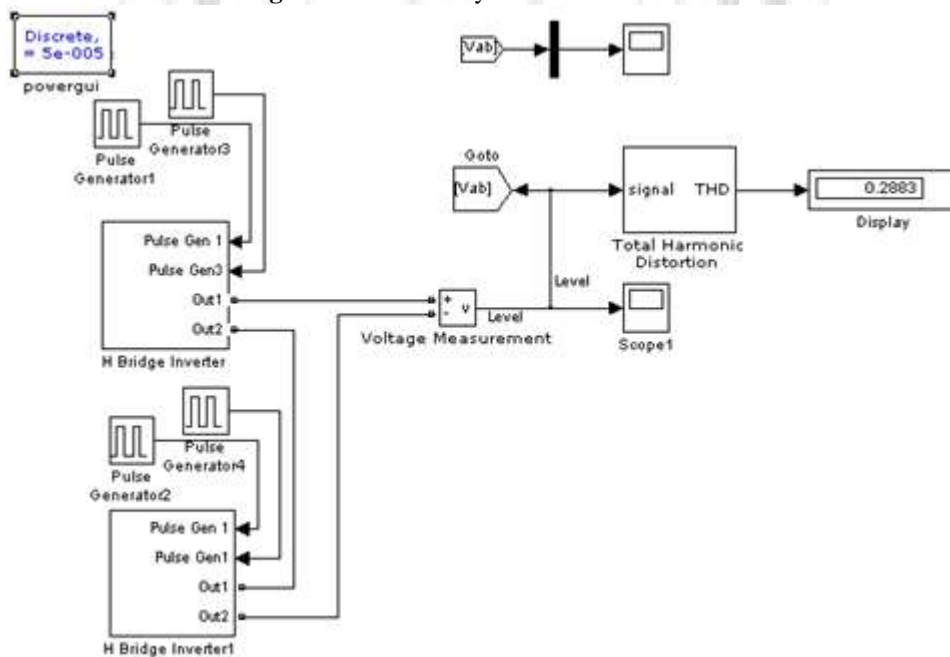 Discrete,
= 5e-005
powergui
[Vab]
Pulse
Generator3
Pulse
Generator1
Goto
[Vab]
signal THD
0.2883
Display
Total Harmonic
Distortion
Pulse Gen 1
Pulse Gen3
Out1
Out2
H Bridge Inverter
Level
+
-
v
Level
Voltage Measurement
Scope1
Pulse
Generator4
Pulse
Generator2
Pulse Gen 1
Pulse Gen1
Out1
Out2
H Bridge Inverter1